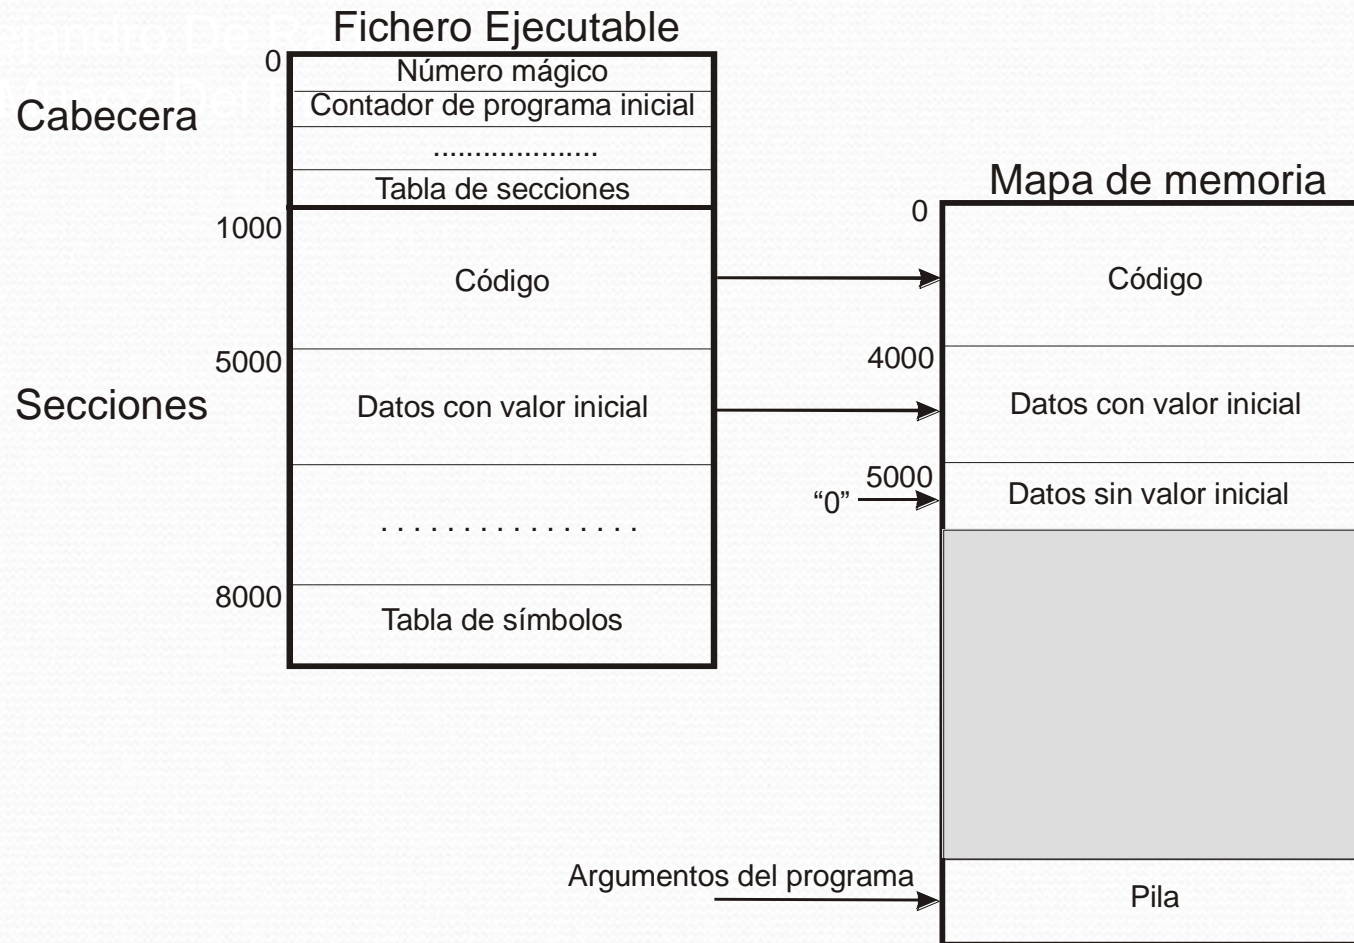 Fichero Ejecutable
0
Número mágico
Cabecera
Contador de programa inicial
....................
Tabla de secciones
1000
Código
5000
Secciones
Datos con valor inicial
. . . . . . . . . . . . . . . .
8000
Tabla de símbolos
Mapa de memoria
0
Código
4000
Datos con valor inicial
5000
“0”
Datos sin valor inicial
Argumentos del programa
Pila